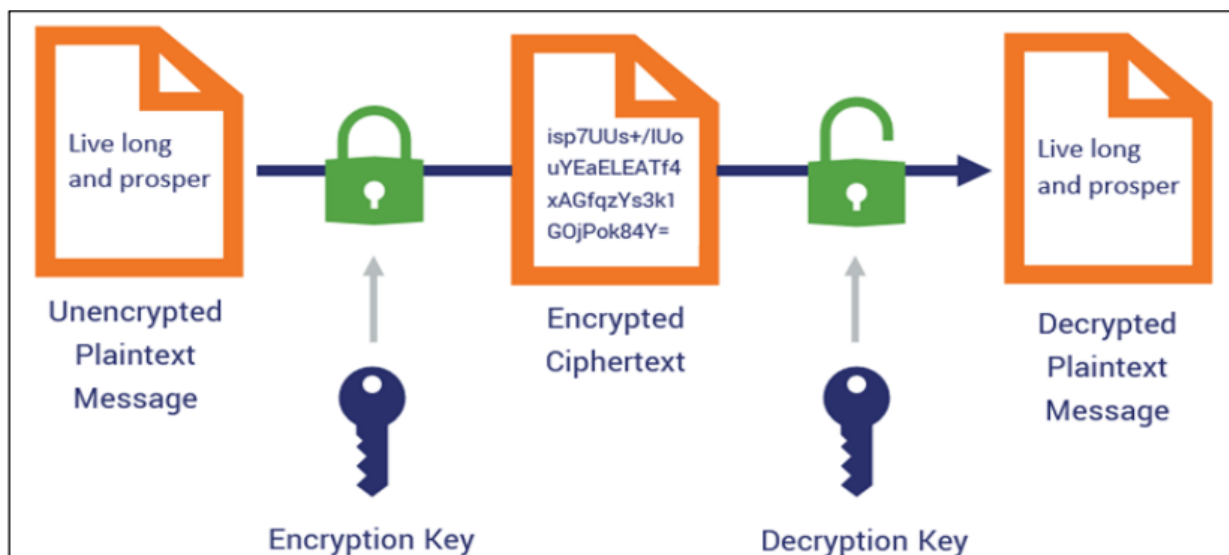 Live long
and prosper
isp7UUs+/IUo
uYEaELEATf4
xAGfqzYs3k1
GOjPok84Y=
Live long
and prosper
Unencrypted
Plaintext
Message
Encrypted
Ciphertext
Decrypted
Plaintext
Message
Encryption Key
Decryption Key